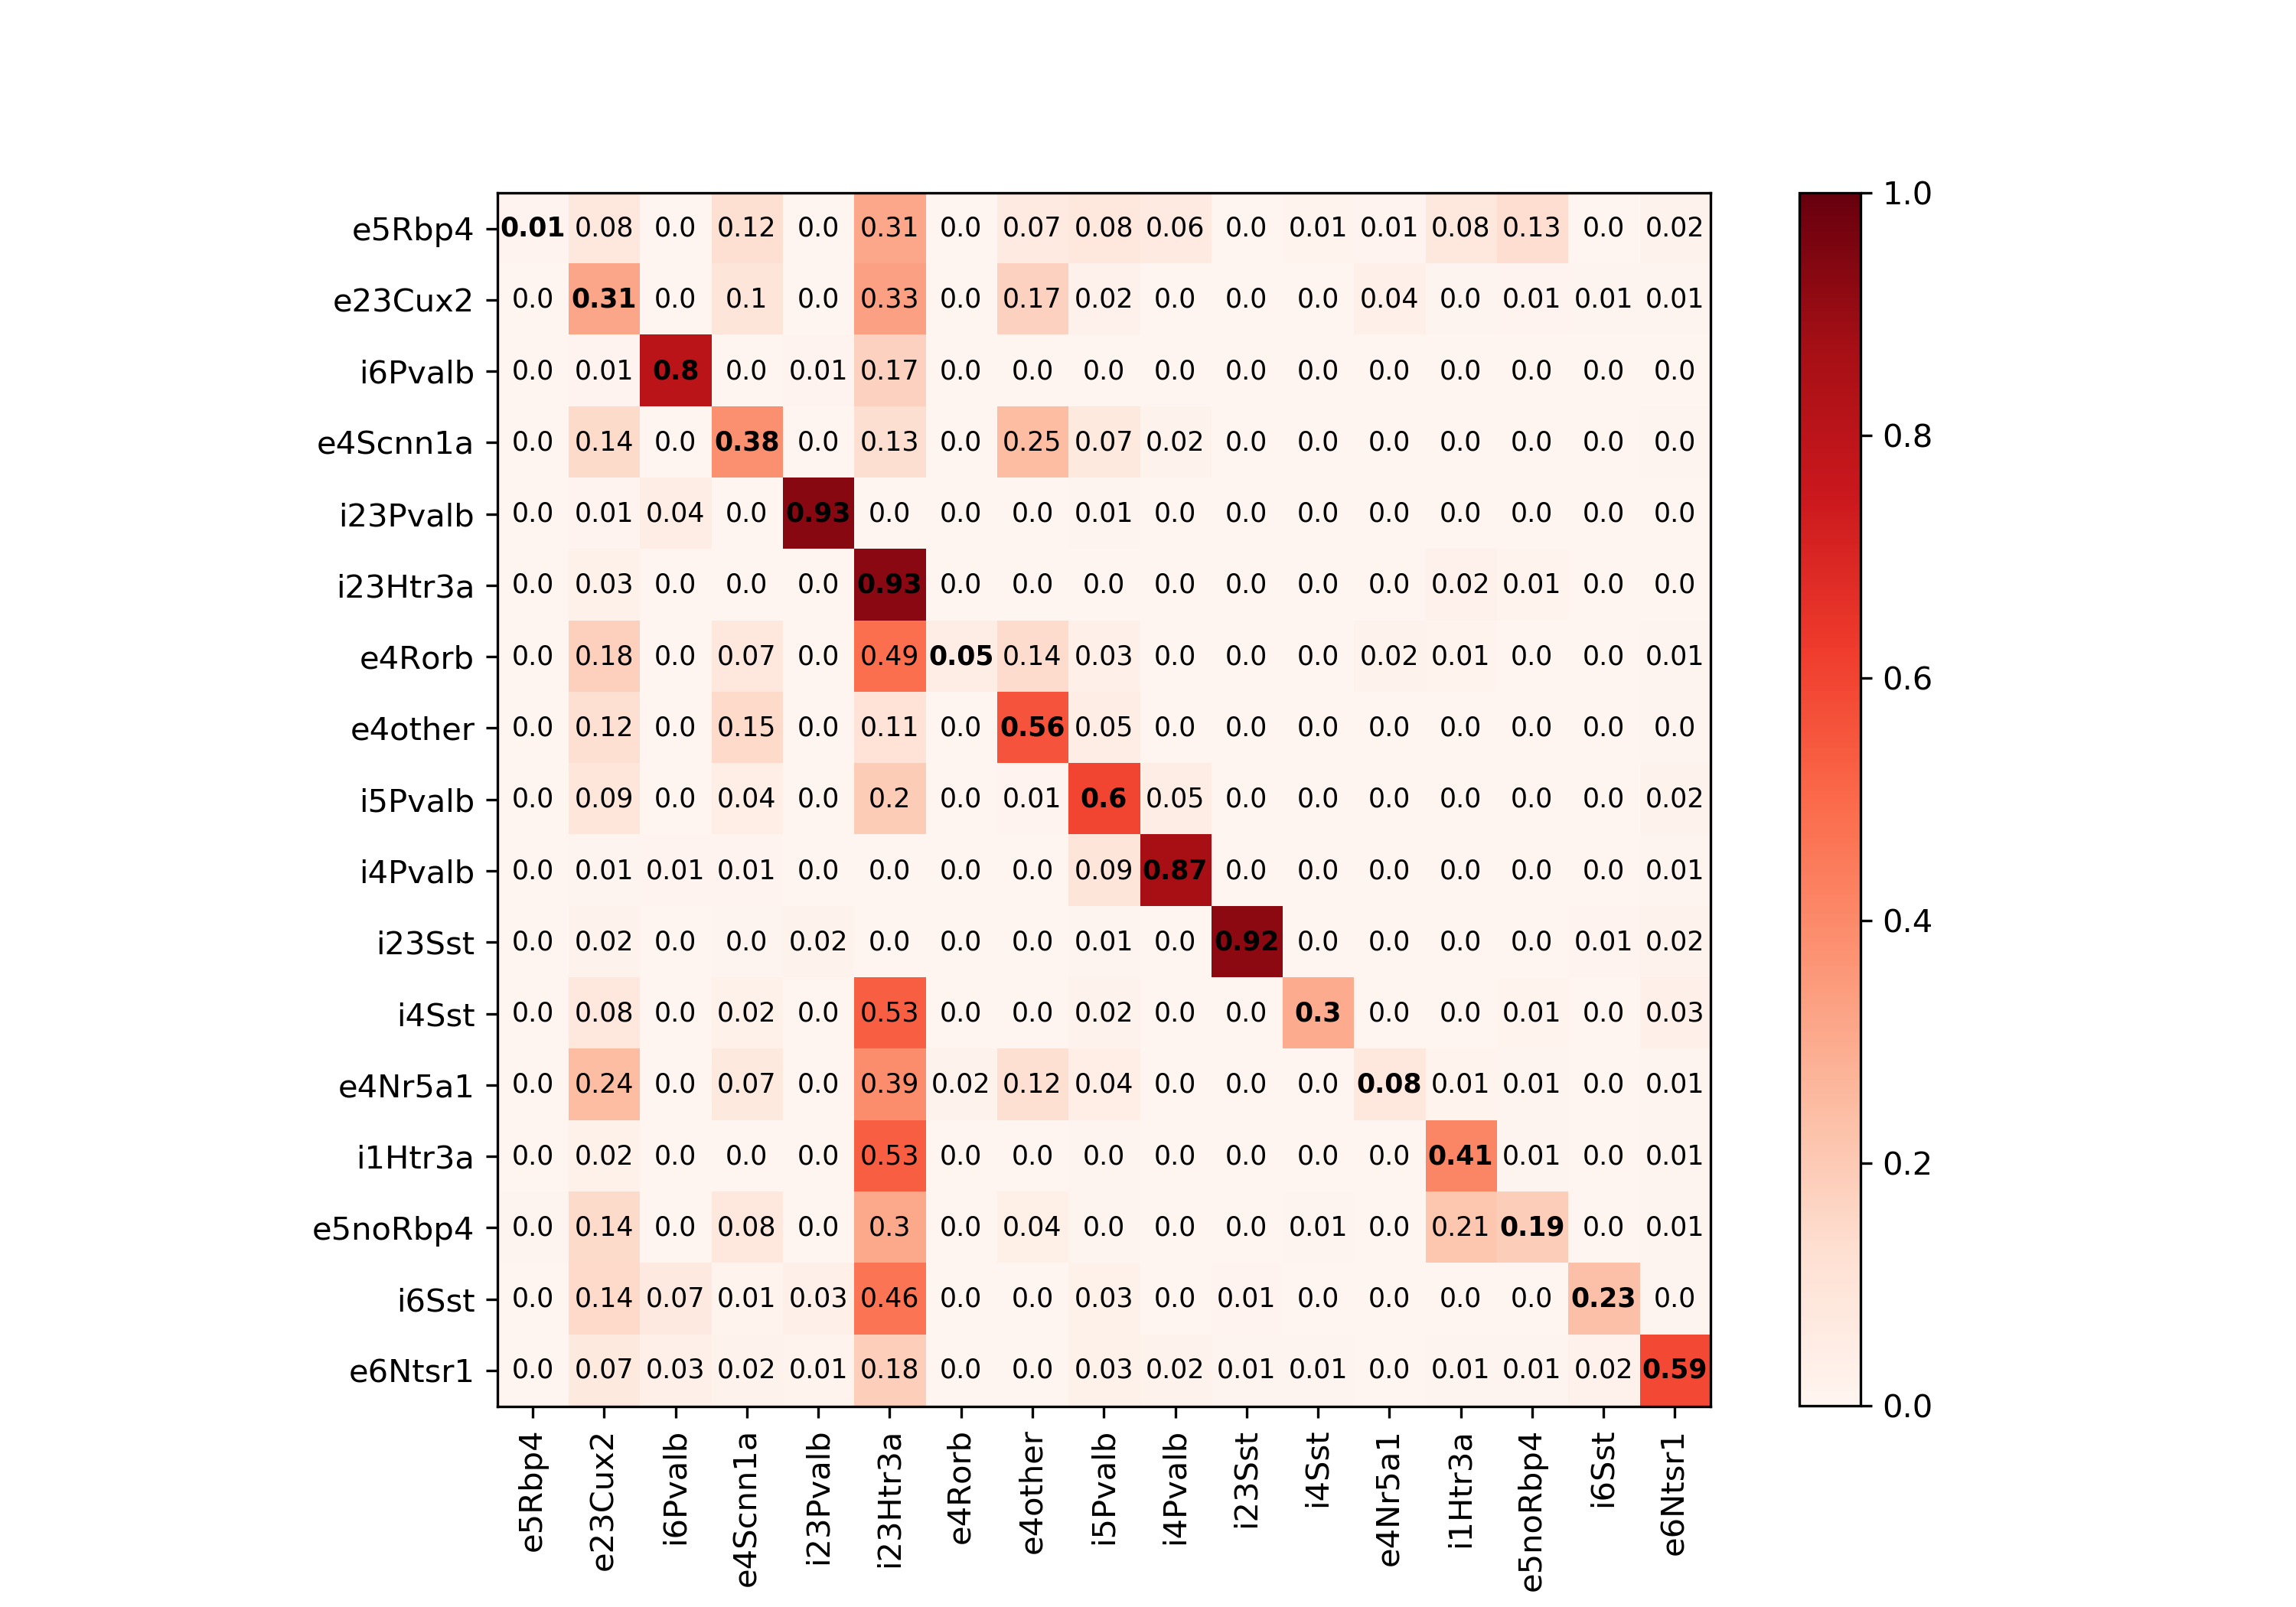 1.0
e5Rbp4 0.01 0.08 0.0 0.12 0.0 0.31 0.0 0.07 0.08 0.06 0.0 0.01 0.01 0.08 0.13 0.0 0.02
e23Cux2 0.0 0.31 0.0 0.1 0.0 0.33 0.0 0.17 0.02 0.0 0.0 0.0 0.04 0.0 0.01 0.01 0.01
i6Pvalb 0.0 0.01 0.8 0.0 0.01 0.17 0.0 0.0 0.0 0.0 0.0 0.0 0.0 0.0 0.0 0.0 0.0
0.8
e4Scnn1a 0.0 0.14 0.0 0.38 0.0 0.13 0.0 0.25 0.07 0.02 0.0 0.0 0.0 0.0 0.0 0.0 0.0
i23Pvalb 0.0 0.01 0.04 0.0 0.93 0.0 0.0 0.0 0.01 0.0 0.0 0.0 0.0 0.0 0.0 0.0 0.0
i23Htr3a 0.0 0.03 0.0 0.0 0.0 0.93 0.0 0.0 0.0 0.0 0.0 0.0 0.0 0.02 0.01 0.0 0.0
e4Rorb 0.0 0.18 0.0 0.07 0.0 0.49 0.05 0.14 0.03 0.0 0.0 0.0 0.02 0.01 0.0 0.0 0.01
0.6
e4other 0.0 0.12 0.0 0.15 0.0 0.11 0.0 0.56 0.05 0.0 0.0 0.0 0.0 0.0 0.0 0.0 0.0
i5Pvalb 0.0 0.09 0.0 0.04 0.0 0.2 0.0 0.01 0.6 0.05 0.0 0.0 0.0 0.0 0.0 0.0 0.02
i4Pvalb 0.0 0.01 0.01 0.01 0.0 0.0 0.0 0.0 0.09 0.87 0.0 0.0 0.0 0.0 0.0 0.0 0.01
0.4
i23Sst 0.0 0.02 0.0 0.0 0.02 0.0 0.0 0.0 0.01 0.0 0.92 0.0 0.0 0.0 0.0 0.01 0.02
i4Sst 0.0 0.08 0.0 0.02 0.0 0.53 0.0 0.0 0.02 0.0 0.0 0.3 0.0 0.0 0.01 0.0 0.03
e4Nr5a1 0.0 0.24 0.0 0.07 0.0 0.39 0.02 0.12 0.04 0.0 0.0 0.0 0.08 0.01 0.01 0.0 0.01
i1Htr3a 0.0 0.02 0.0 0.0 0.0 0.53 0.0 0.0 0.0 0.0 0.0 0.0 0.0 0.41 0.01 0.0 0.01
0.2
e5noRbp4 0.0 0.14 0.0 0.08 0.0 0.3 0.0 0.04 0.0 0.0 0.0 0.01 0.0 0.21 0.19 0.0 0.01
i6Sst 0.0 0.14 0.07 0.01 0.03 0.46 0.0 0.0 0.03 0.0 0.01 0.0 0.0 0.0 0.0 0.23 0.0
e6Ntsr1 0.0 0.07 0.03 0.02 0.01 0.18 0.0 0.0 0.03 0.02 0.01 0.01 0.0 0.01 0.01 0.02 0.59
0.0
e5Rbp4
e23Cux2
i6Pvalb
e4Scnn1a
i23Pvalb
i23Htr3a
e4Rorb
e4other
i5Pvalb
i4Pvalb
i23Sst
i4Sst
e4Nr5a1
i1Htr3a
e5noRbp4
i6Sst
e6Ntsr1